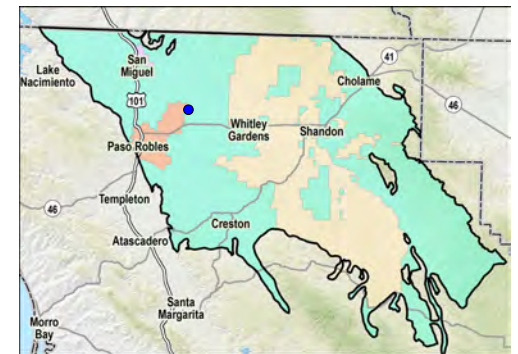 San
Miguel
Lake
Nacimiento
41
Cholame
101
46
Whitley
Gardens
Shandon
Paso Robles
Templeton
46
Creston
Atascadero
Santa
Margarita
Morro
Bay